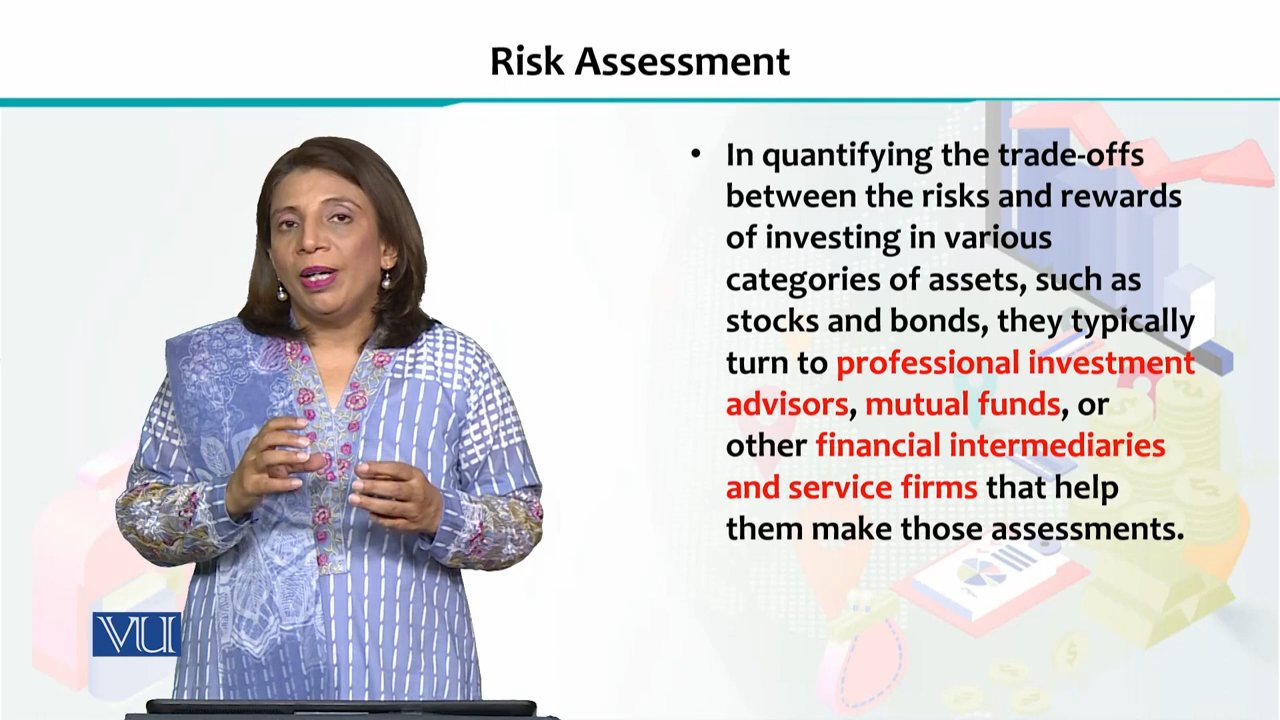 Risk Assessment
• In quantifying the trade-offs
between the risks and rewards
of investing in various
categories of assets, such as
stocks and bonds, they typically
turn to professional investment
advisors, mutual funds, or
other financial intermediaries
and service firms that help
them make those assessments.
VU